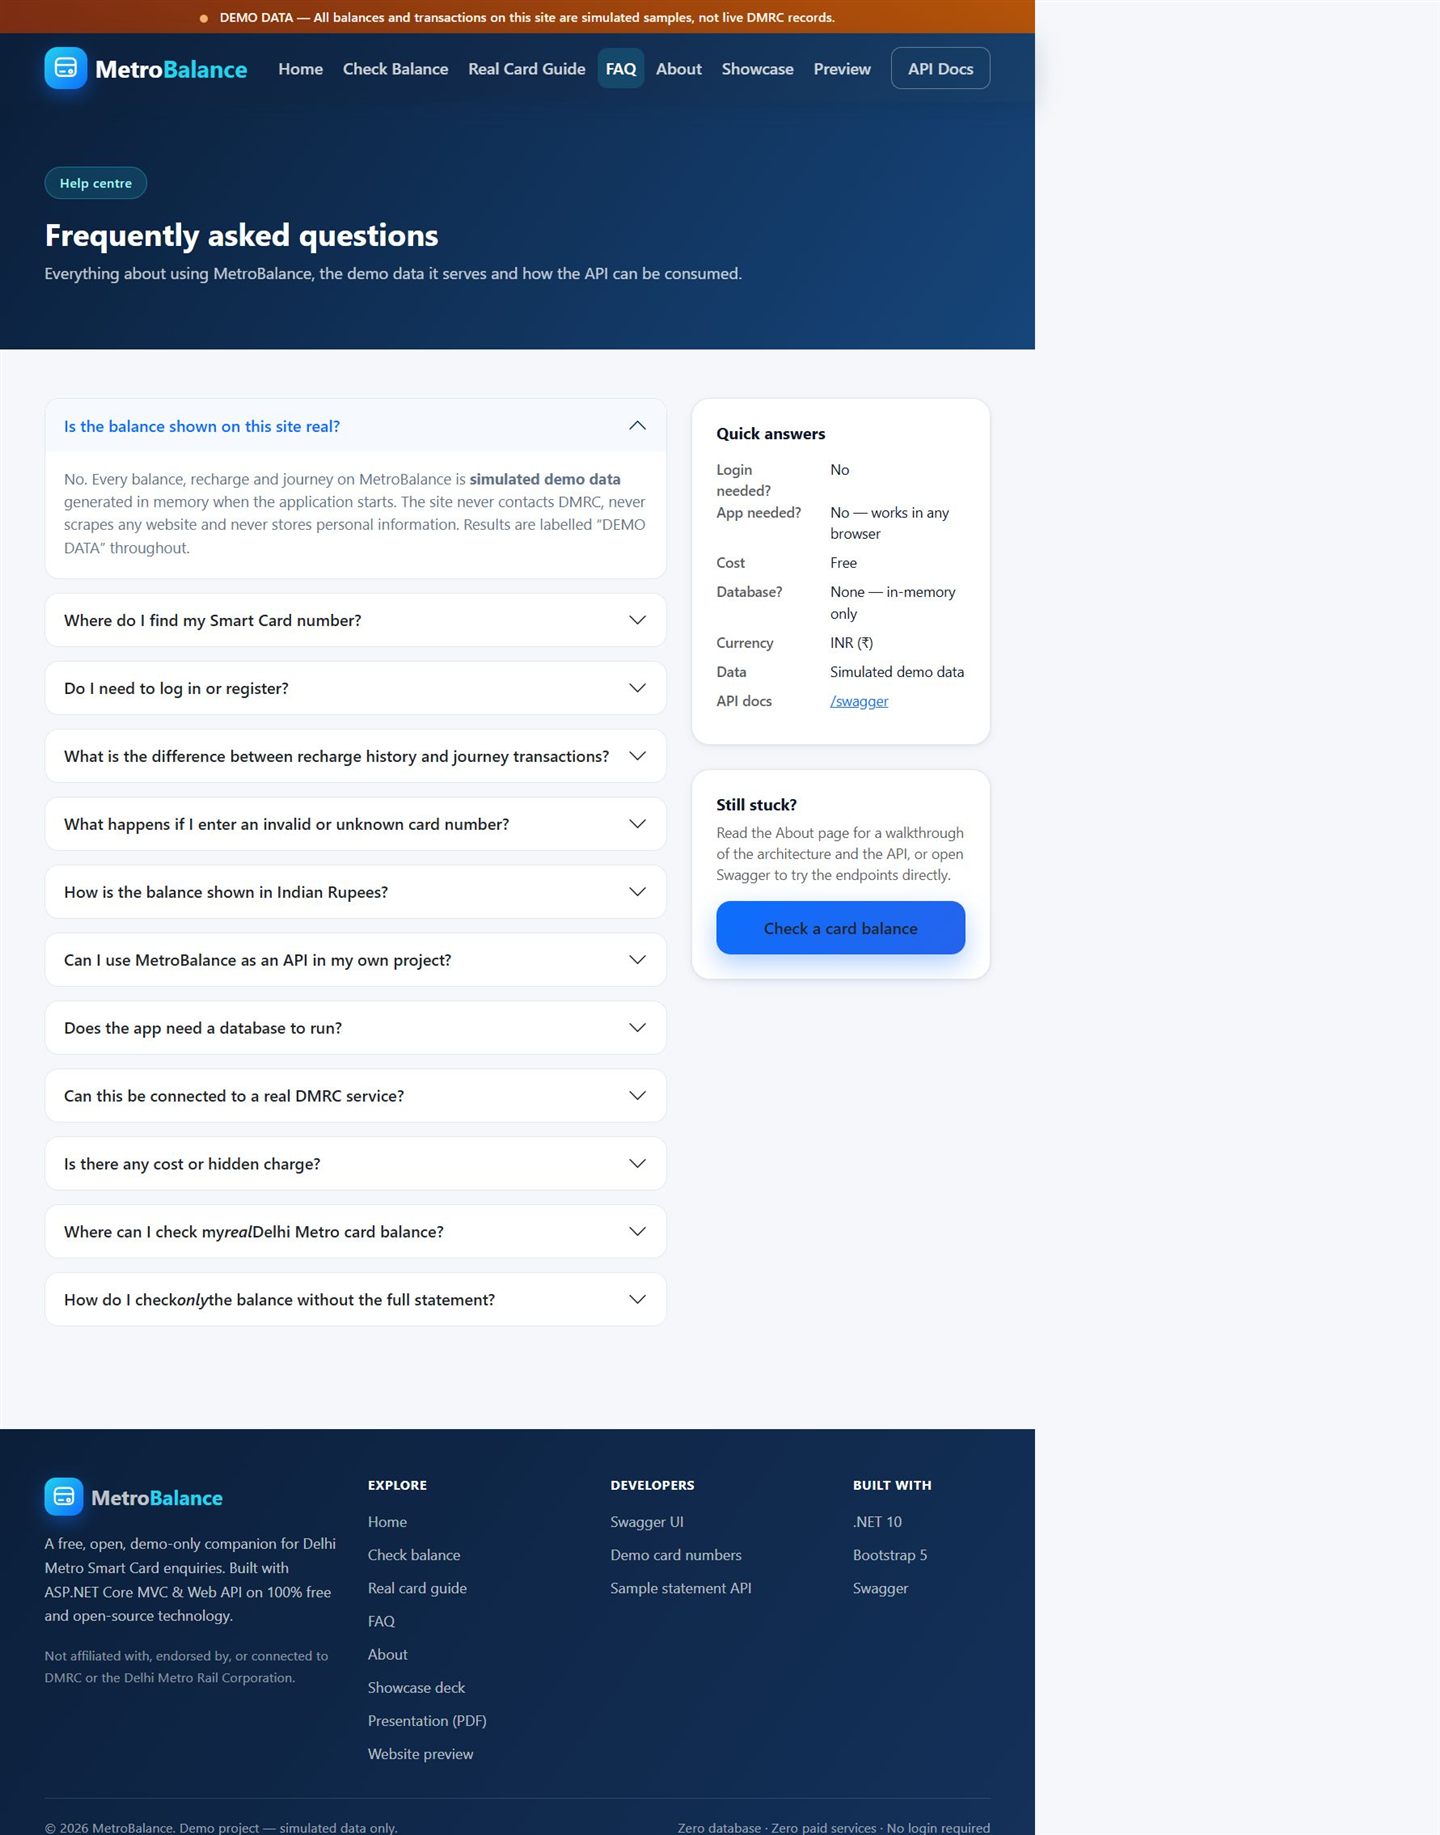 DEMO DATA — All balances and transactions on this site are simulated samples, not live DMRC records.
MetroBalance
Home
Check Balance
Real Card Guide
FAQ
About
Showcase
Preview
API Docs
Help centre
Frequently asked questions
Everything about using MetroBalance, the demo data it serves and how the API can be consumed.
Is the balance shown on this site real?
No. Every balance, recharge and journey on MetroBalance is simulated demo data
generated in memory when the application starts. The site never contacts DMRC, never
scrapes any website and never stores personal information. Results are labelled “DEMO
DATA” throughout.
Where do I find my Smart Card number?
Do I need to log in or register?
What is the difference between recharge history and journey transactions?
What happens if I enter an invalid or unknown card number?
How is the balance shown in Indian Rupees?
Can I use MetroBalance as an API in my own project?
Does the app need a database to run?
Can this be connected to a real DMRC service?
Is there any cost or hidden charge?
Where can I check myrealDelhi Metro card balance?
How do I checkonlythe balance without the full statement?
Quick answers
Login
needed?
No
App needed?
No — works in any
browser
Cost
Free
Database?
None — in-memory
only
Currency
INR (₹)
Data
Simulated demo data
API docs
/swagger
Still stuck?
Read the About page for a walkthrough
of the architecture and the API, or open
Swagger to try the endpoints directly.
Check a card balance
MetroBalance
A free, open, demo-only companion for Delhi
Metro Smart Card enquiries. Built with
ASP.NET Core MVC & Web API on 100% free
and open-source technology.
Not affiliated with, endorsed by, or connected to
DMRC or the Delhi Metro Rail Corporation.
EXPLORE
Home
Check balance
Real card guide
FAQ
About
Showcase deck
Presentation (PDF)
Website preview
DEVELOPERS
Swagger UI
Demo card numbers
Sample statement API
BUILT WITH
.NET 10
Bootstrap 5
Swagger
© 2026 MetroBalance. Demo project — simulated data only.
Zero database · Zero paid services · No login required